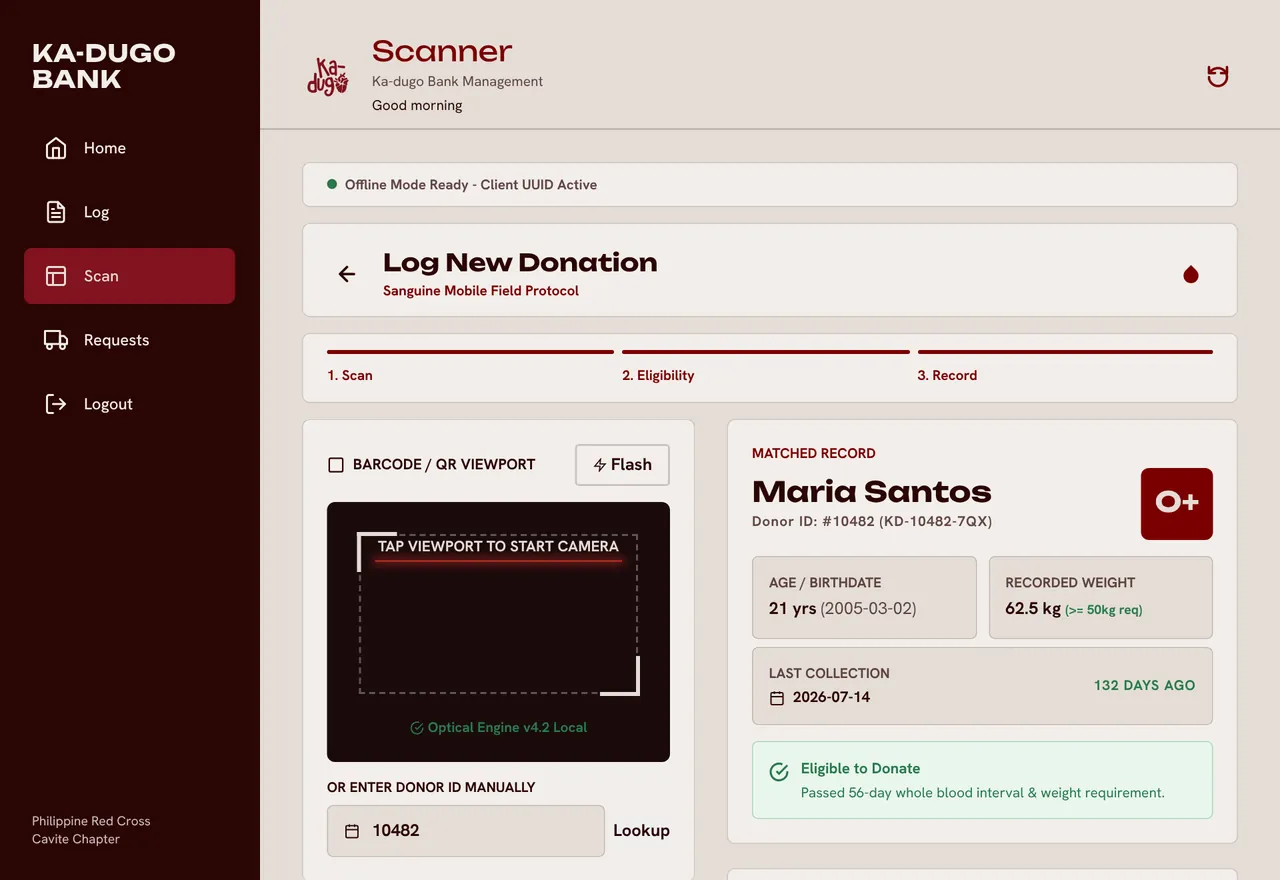 KA-DUGO
BANK
Home
Log
Scan
Requests
Logout
Philippine Red Cross
Cavite Chapter
Ka-
dugo
Scanner
Ka-dugo Bank Management
Good morning
Offline Mode Ready - Client UUID Active
Log New Donation
Sanguine Mobile Field Protocol
1. Scan
2. Eligibility
3. Record
BARCODE / QR VIEWPORT
Flash
TAP VIEWPORT TO START CAMERA
Optical Engine v4.2 Local
OR ENTER DONOR ID MANUALLY
10482
Lookup
MATCHED RECORD
Maria Santos
Donor ID: #10482 (KD-10482-7QX)
O+
AGE / BIRTHDATE
21 yrs (2005-03-02)
RECORDED WEIGHT
62.5 kg (>= 50kg req)
LAST COLLECTION
2026-07-14
132 DAYS AGO
Eligible to Donate
Passed 56-day whole blood interval & weight requirement.